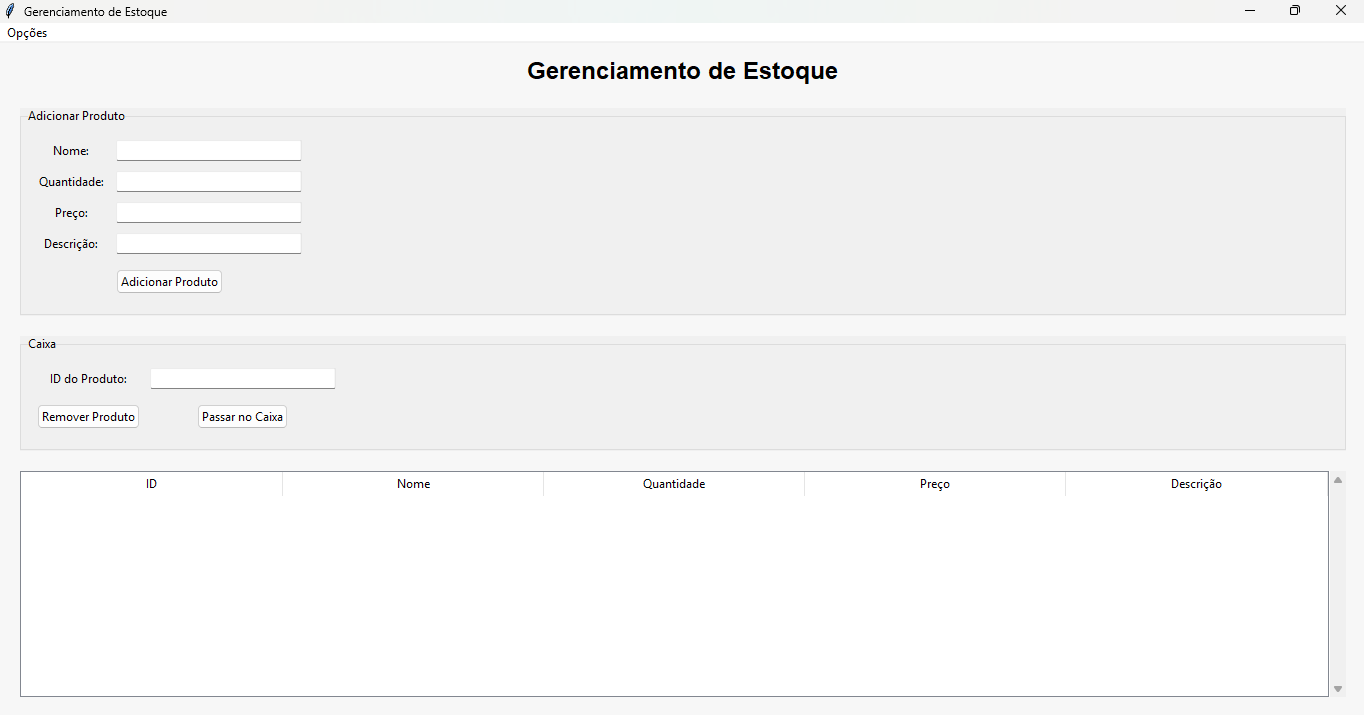 Gerenciamento de Estoque
Opções
Gerenciamento de Estoque
Adicionar Produto
Nome:
Quantidade:
Preço:
Descrição:
Adicionar Produto
Caixa
ID do Produto:
Remover Produto Passar no Caixa
ID Nome Quantidade Preço Descrição